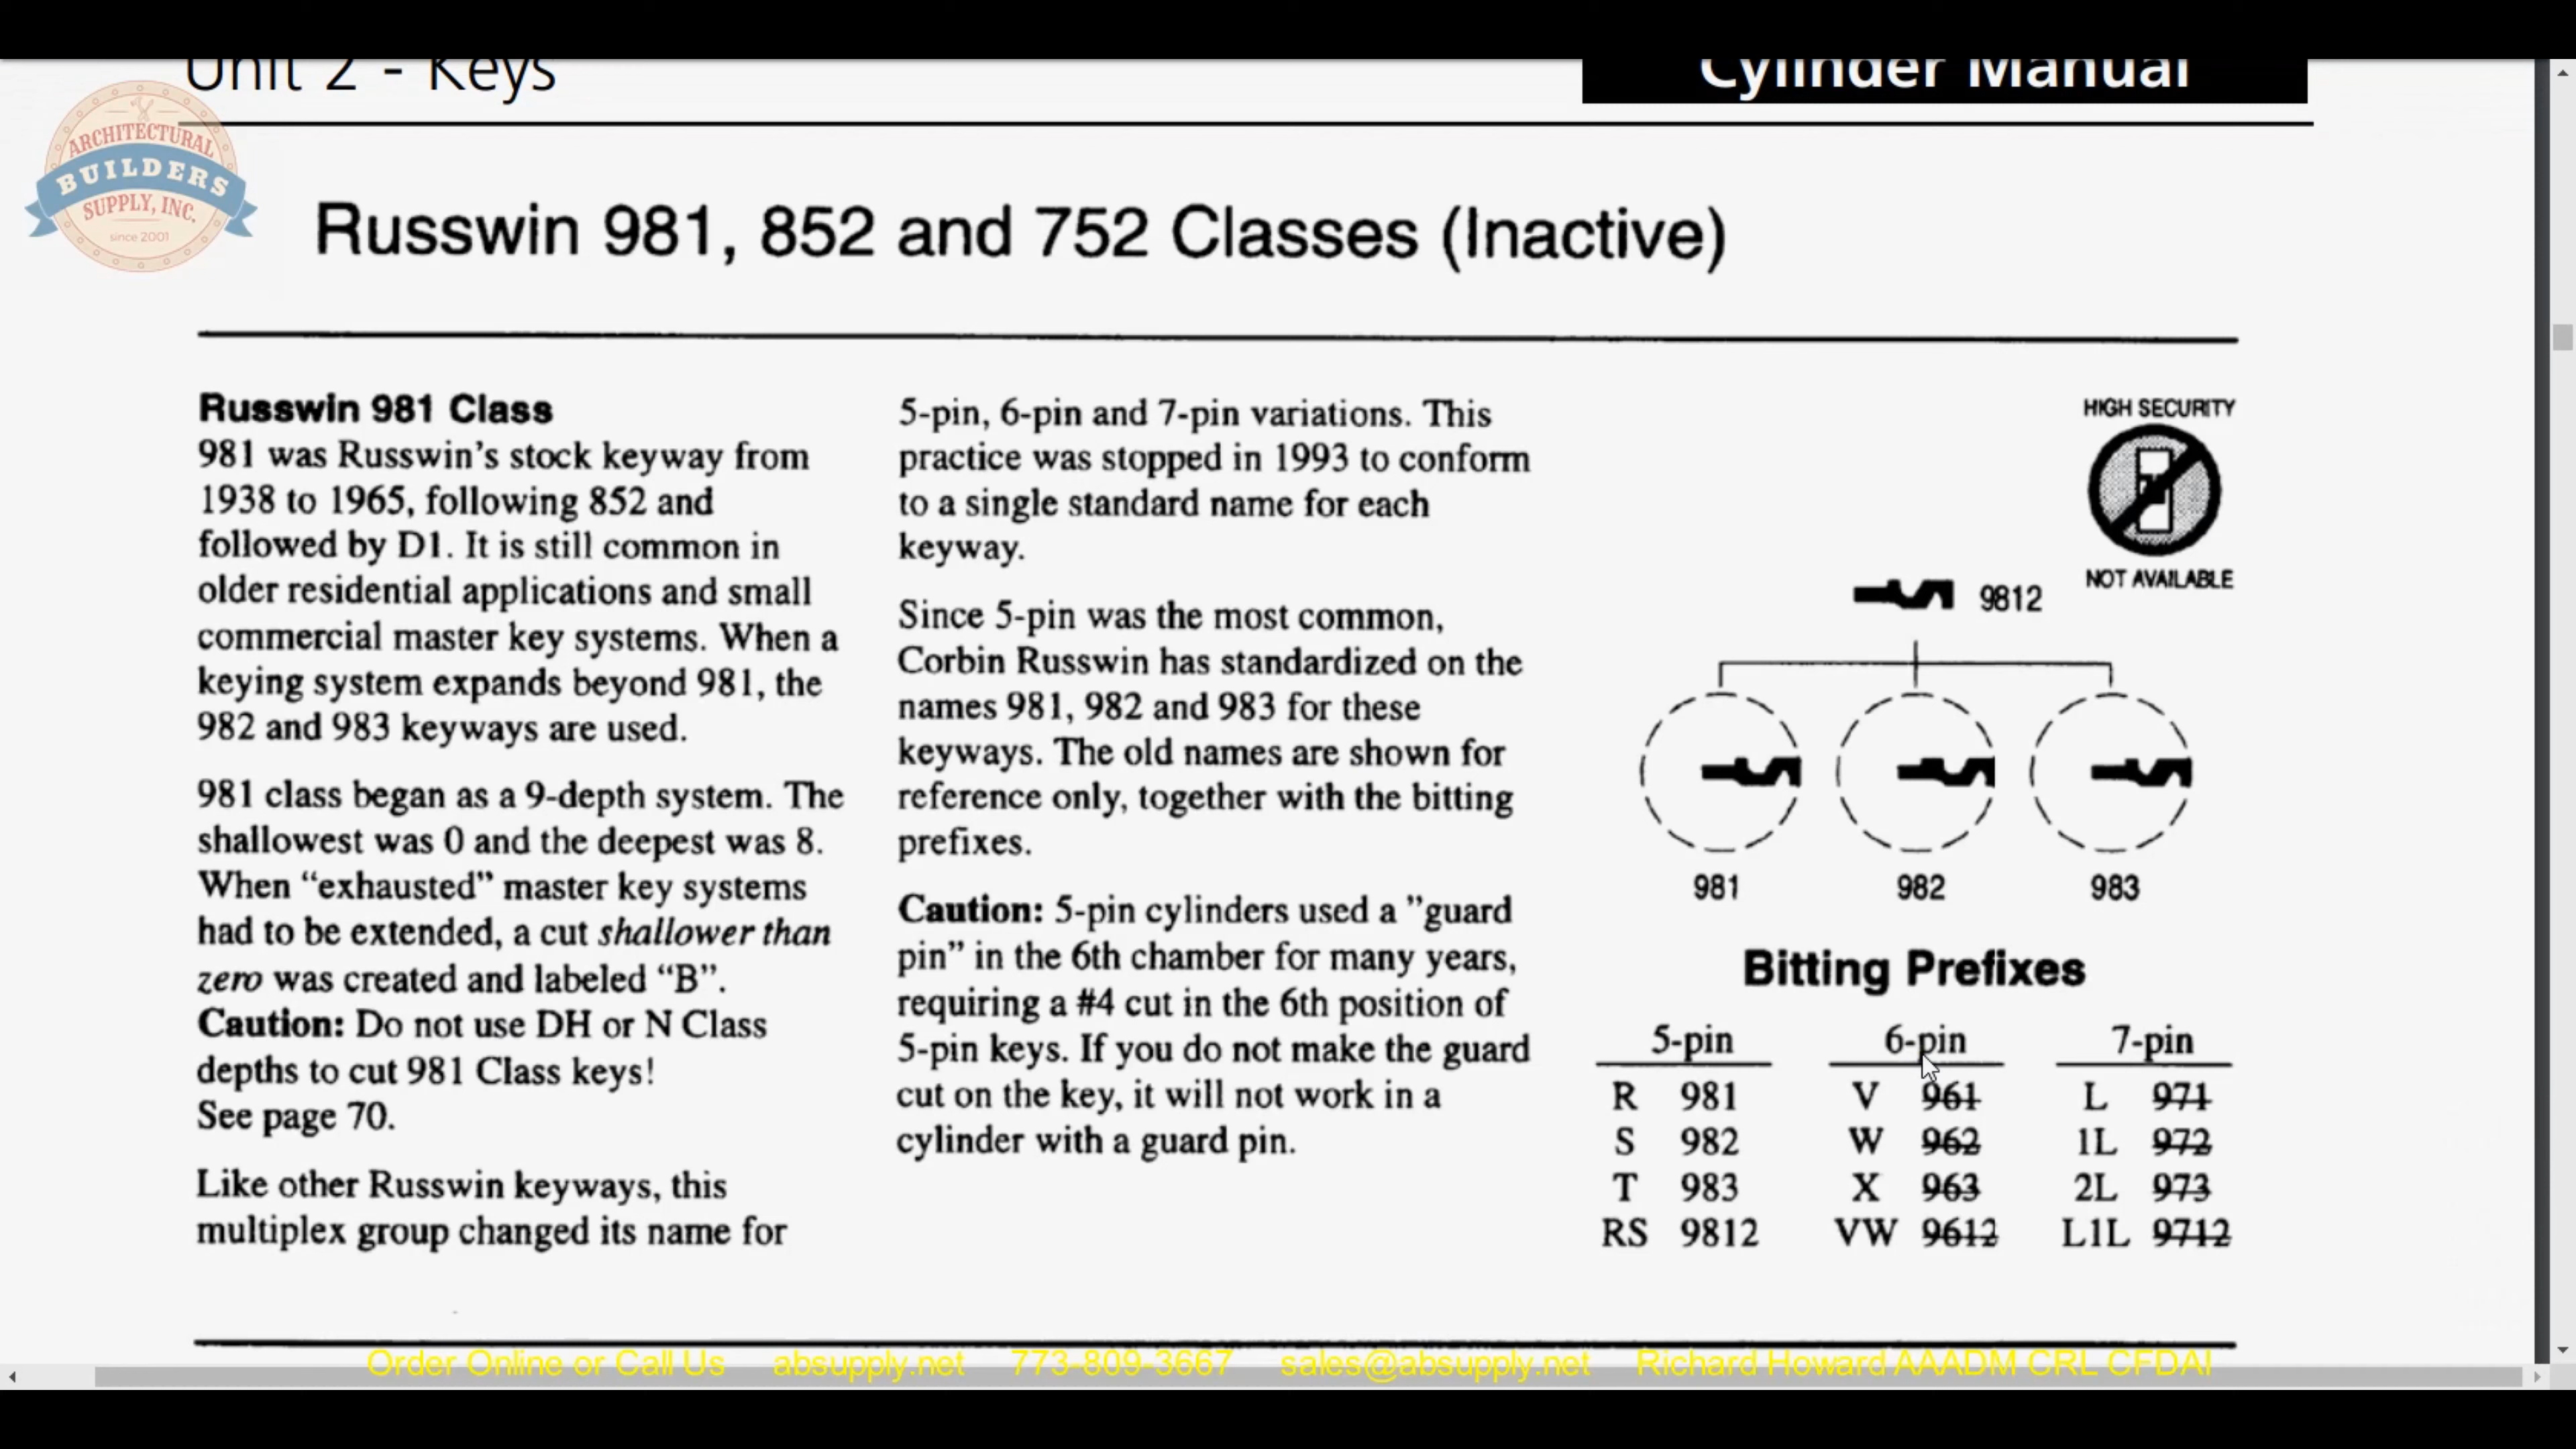 Unit 2 - Keys
Cylinder Manual
ARCHITECTURAL
BUILDERS
SUPPLY, INC.
since 2001
Russwin 981, 852 and 752 Classes (Inactive)
Russwin 981 Class
981 was Russwin's stock keyway from
1938 to 1965, following 852 and
followed by D1. It is still common in
older residential applications and small
commercial master key systems. When a
keying system expands beyond 981, the
982 and 983 keyways are used.
981 class began as a 9-depth system. The
shallowest was 0 and the deepest was 8.
When “exhausted” master key systems
had to be extended, a cut shallower than
zero was created and labeled “B”.
Caution: Do not use DH or N Class
depths to cut 981 Class keys!
See page 70.
Like other Russwin keyways, this
multiplex group changed its name for
5-pin, 6-pin and 7-pin variations. This
practice was stopped in 1993 to conform
to a single standard name for each
keyway.
Since 5-pin was the most common,
Corbin Russwin has standardized on the
names 981, 982 and 983 for these
keyways. The old names are shown for
reference only, together with the bitting
prefixes.
Caution: 5-pin cylinders used a "guard
pin” in the 6th chamber for many years,
requiring a #4 cut in the 6th position of
5-pin keys. If you do not make the guard
cut on the key, it will not work in a
cylinder with a guard pin.
HIGH SECURITY
NOT AVAILABLE
9812
981 982 983
Bitting Prefixes
5-pin 6-pin 7-pin
R 981 V 961 L 971
S 982 W 962 1L 972
T 983 X 963 2L 973
RS 9812 VW 9612 L1L 9712
Order Online or Call Us absupply.net 773-809-3667 sales@absupply.net Richard Howard AAADM CRL CFDAI